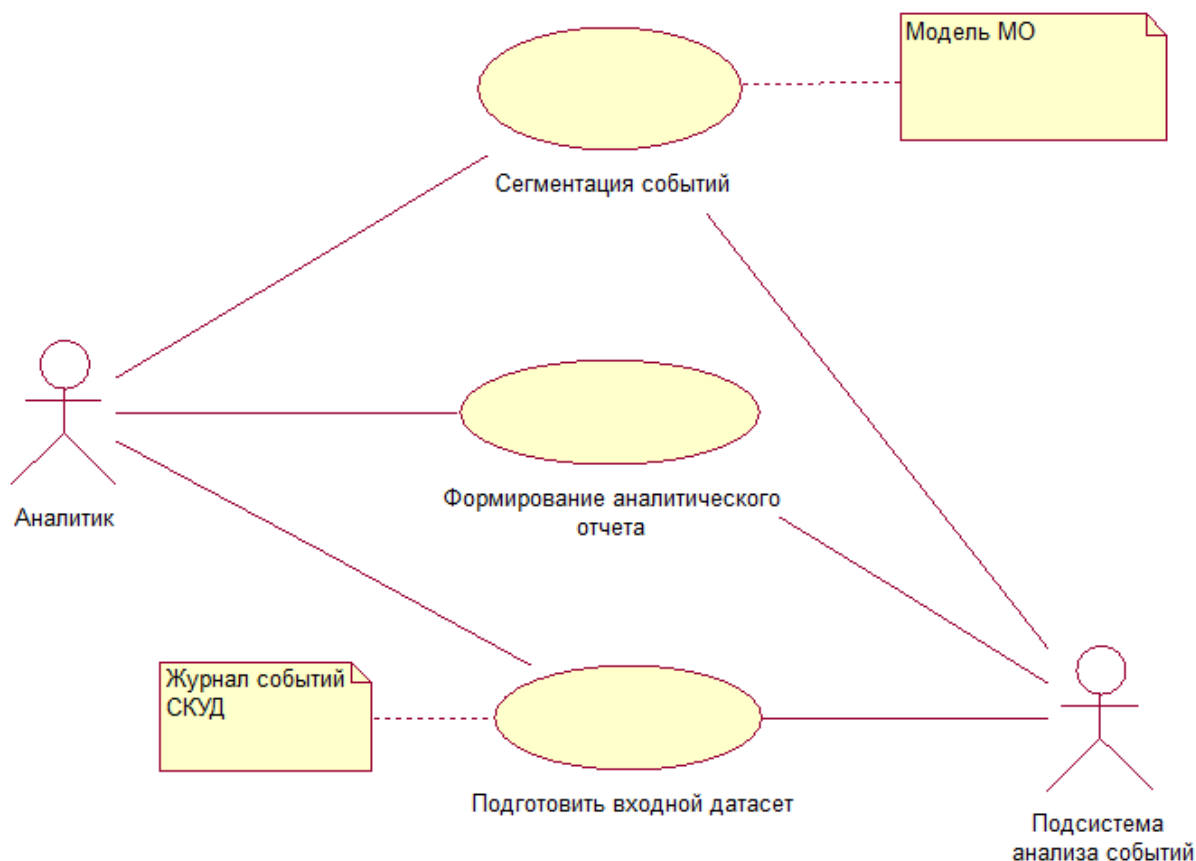 Модель МО
Сегментация событий
Аналитик
Формирование аналитического
отчета
Журнал событий
СКУД
Подготовить входной датасет
Подсистема
анализа событий